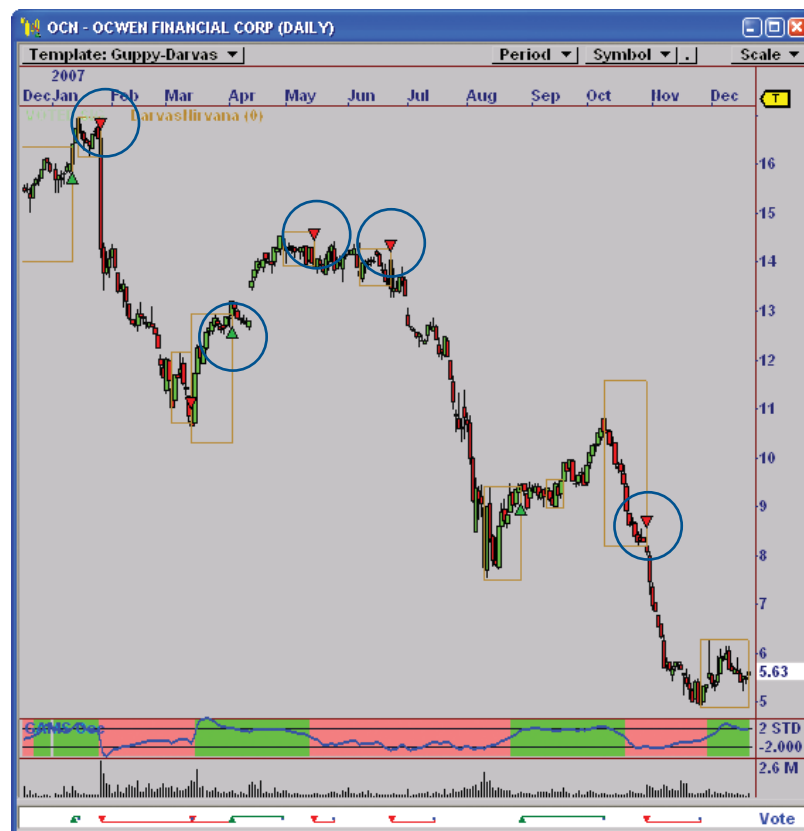 OCN - OCWEN FINANCIAL CORP (DAILY)
Template: Guppy-Darvas Period Symbol . Scale
2007
Dec Jan Feb Mar Apr May Jun Jul Aug Sep Oct Nov Dec
T
DarvasNirvana (0)
16
15
14
13
12
11
10
9
8
7
6
5.63
5
2 STD
-2.000
2.6 M
Vote